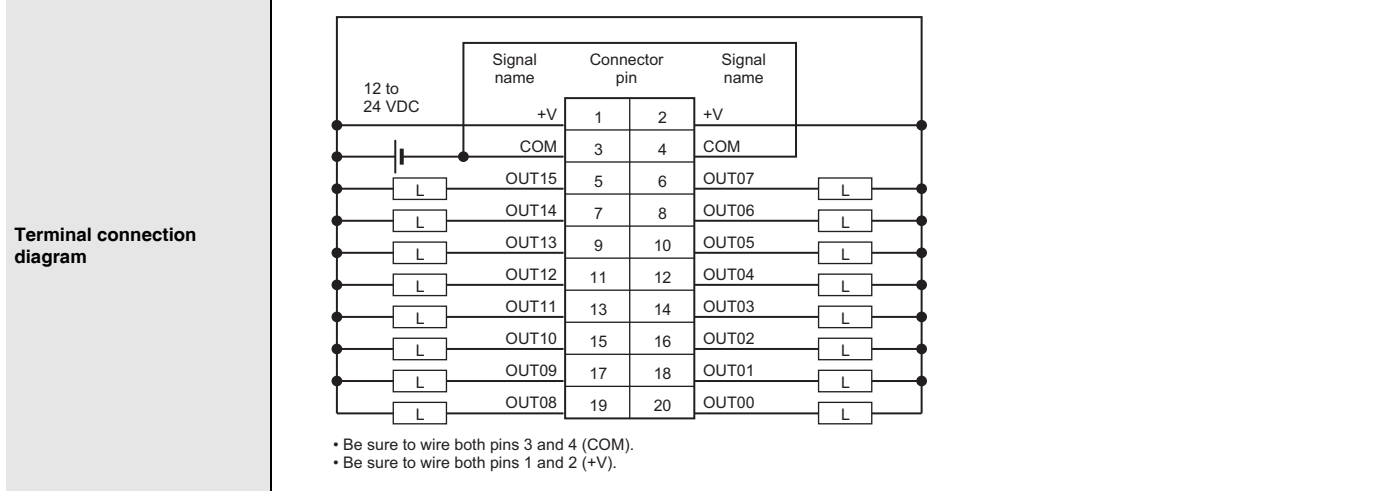 Terminal connection
diagram
Signal
name
Connector
pin
Signal
name
12 to
24 VDC
+V 1 2 +V
COM 3 4 COM
L OUT15 5 6 OUT07 L
L OUT14 7 8 OUT06 L
L OUT13 9 10 OUT05 L
L OUT12 11 12 OUT04 L
L OUT11 13 14 OUT03 L
L OUT10 15 16 OUT02 L
L OUT09 17 18 OUT01 L
L OUT08 19 20 OUT00 L
• Be sure to wire both pins 3 and 4 (COM).
• Be sure to wire both pins 1 and 2 (+V).